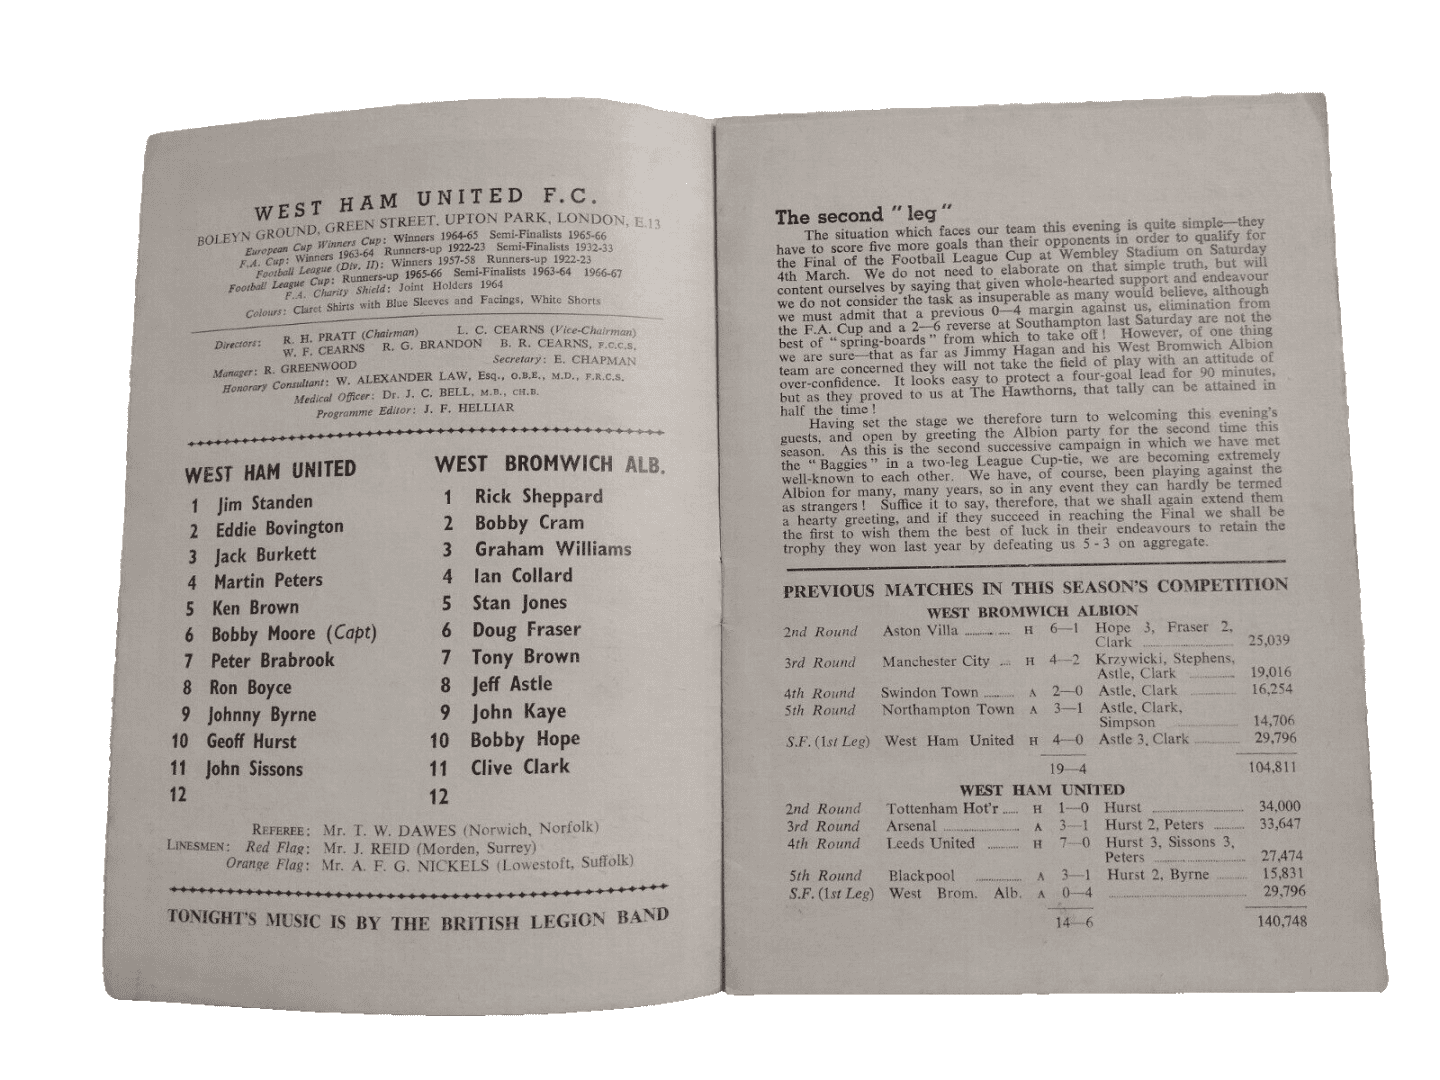 WEST HAM UNITED F.C.
BOLEYN GROUND, GREEN STREET, UPTON PARK, LONDON, E.13
European Cup Winners Cup: Winners 1964-65 Semi-Finalists 1965-66
F.A. Cup: Winners 1963-64 Runners-up 1922-23 Semi-Finalists 1932-33
Football League (Div. II): Winners 1957-58 Runners-up 1922-23
Football League Cup: Runners-up 1965-66 Semi-Finalists 1963-64 1966-67
F.A. Charity Shield: Joint Holders 1964
Colours: Claret Shirts with Blue Sleeves and Facings, White Shorts
Directors: R. H. PRATT (Chairman) L. C. CEARNS (Vice-Chairman)
W. F. CEARNS R. G. BRANDON B. R. CEARNS, F.C.C.S.
Manager: R. GREENWOOD Secretary: E. CHAPMAN
Honorary Consultant: W. ALEXANDER LAW, Esq., O.B.E., M.D., F.R.C.S.
Medical Officer: Dr. J. C. BELL, M.B., CH.B.
Programme Editor: J. F. HELLIAR
WEST HAM UNITED
1 Jim Standen
2 Eddie Bovington
3 Jack Burkett
4 Martin Peters
5 Ken Brown
6 Bobby Moore (Capt)
7 Peter Brabrook
8 Ron Boyce
9 Johnny Byrne
10 Geoff Hurst
11 John Sissons
12
WEST BROMWICH ALB.
1 Rick Sheppard
2 Bobby Cram
3 Graham Williams
4 Ian Collard
5 Stan Jones
6 Doug Fraser
7 Tony Brown
8 Jeff Astle
9 John Kaye
10 Bobby Hope
11 Clive Clark
12
REFEREE: Mr. T. W. DAWES (Norwich, Norfolk)
LINESMEN: Red Flag: Mr. J. REID (Morden, Surrey)
Orange Flag: Mr. A. F. G. NICKELS (Lowestoft, Suffolk)
TONIGHT'S MUSIC IS BY THE BRITISH LEGION BAND
The second "leg"
The situation which faces our team this evening is quite simple—they
have to score five more goals than their opponents in order to qualify for
the Final of the Football League Cup at Wembley Stadium on Saturday
4th March. We do not need to elaborate on that simple truth, but will
content ourselves by saying that given whole-hearted support and endeavour
we do not consider the task as insuperable as many would believe, although
we must admit that a previous 0—4 margin against us, elimination from
the F.A. Cup and a 2—6 reverse at Southampton last Saturday are not the
best of "spring-boards" from which to take off! However, of one thing
we are sure—that as far as Jimmy Hagan and his West Bromwich Albion
team are concerned they will not take the field of play with an attitude of
over-confidence. It looks easy to protect a four-goal lead for 90 minutes,
but as they proved to us at The Hawthorns, that tally can be attained in
half the time!
Having set the stage we therefore turn to welcoming this evening's
guests, and open by greeting the Albion party for the second time this
season. As this is the second successive campaign in which we have met
the "Baggies" in a two-leg League Cup-tie, we are becoming extremely
well-known to each other. We have, of course, been playing against the
Albion for many, many years, so in any event they can hardly be termed
as strangers! Suffice it to say, therefore, that we shall again extend them
a hearty greeting, and if they succeed in reaching the Final we shall be
the first to wish them the best of luck in their endeavours to retain the
trophy they won last year by defeating us 5 - 3 on aggregate.
PREVIOUS MATCHES IN THIS SEASON'S COMPETITION
WEST BROMWICH ALBION
2nd Round Aston Villa ............ H 6—1 Hope 3, Fraser 2,
Clark ............ 25,039
3rd Round Manchester City .... H 4—2 Krzywicki, Stephens,
Astle, Clark ............ 19,016
4th Round Swindon Town ........ A 2—0 Astle, Clark ............ 16,254
5th Round Northampton Town A 3—1 Astle, Clark,
Simpson ............ 14,706
S.F. (1st Leg) West Ham United H 4—0 Astle 3, Clark ............ 29,796
19—4 104,811
WEST HAM UNITED
2nd Round Tottenham Hot'r .... H 1—0 Hurst ............ 34,000
3rd Round Arsenal ............ A 3—1 Hurst 2, Peters ........ 33,647
4th Round Leeds United ........ H 7—0 Hurst 3, Sissons 3,
Peters ............ 27,474
5th Round Blackpool ............ A 3—1 Hurst 2, Byrne ........ 15,831
S.F. (1st Leg) West Brom. Alb. A 0—4 ............ 29,796
14—6 140,748